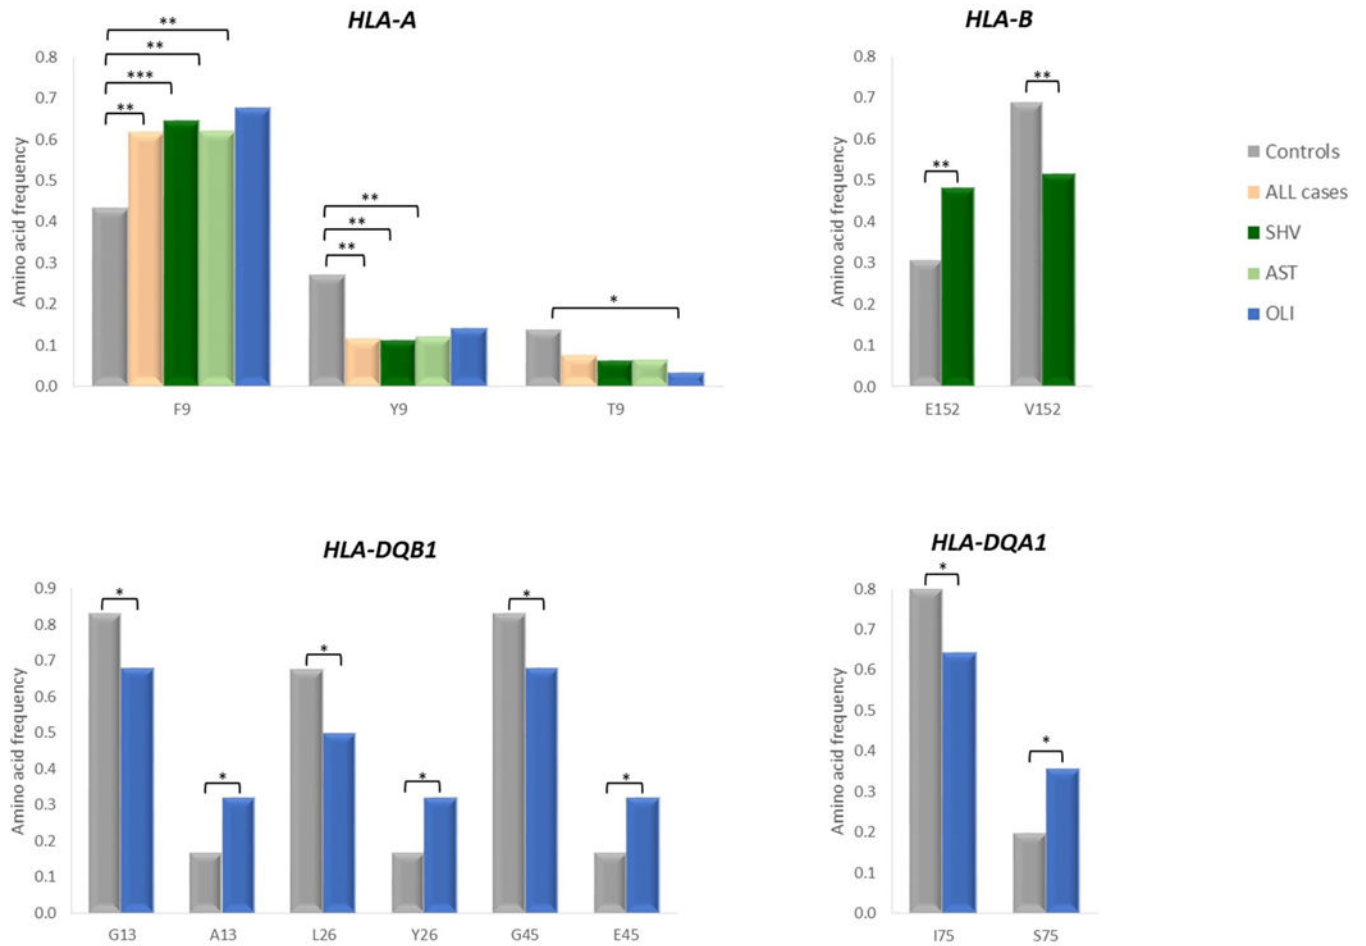 HLA-A
**
**
***
**
0.8
0.7
0.6
0.5
0.4
0.3
0.2
0.1
0.0
Amino acid frequency
**
**
**
*
F9 Y9 T9
HLA-B
**
**
0.8
0.7
0.6
0.5
0.4
0.3
0.2
0.1
0.0
Amino acid frequency
E152 V152
Controls
ALL cases
SHV
AST
OLI
HLA-DQB1
0.9
0.8
0.7
0.6
0.5
0.4
0.3
0.2
0.1
0.0
Amino acid frequency
* * * * * *
G13 A13 L26 Y26 G45 E45
HLA-DQA1
*
*
0.8
0.7
0.6
0.5
0.4
0.3
0.2
0.1
0.0
Amino acid frequency
I75 S75